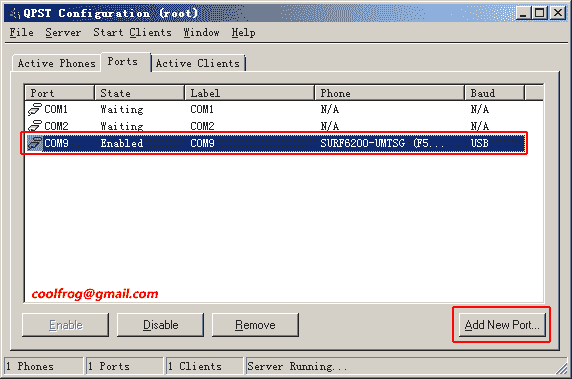 QPST Configuration (root)
File Server Start Clients Window Help
Active Phones Ports Active Clients
Port State Label Phone Baud
COM1 Waiting COM1 N/A N/A
COM2 Waiting COM2 N/A N/A
COM9 Enabled COM9 SURF6200-UMTSG (F5... USB
coolfrog@gmail.com
Enable Disable Remove Add New Port...
1 Phones 1 Ports 1 Clients Server Running...